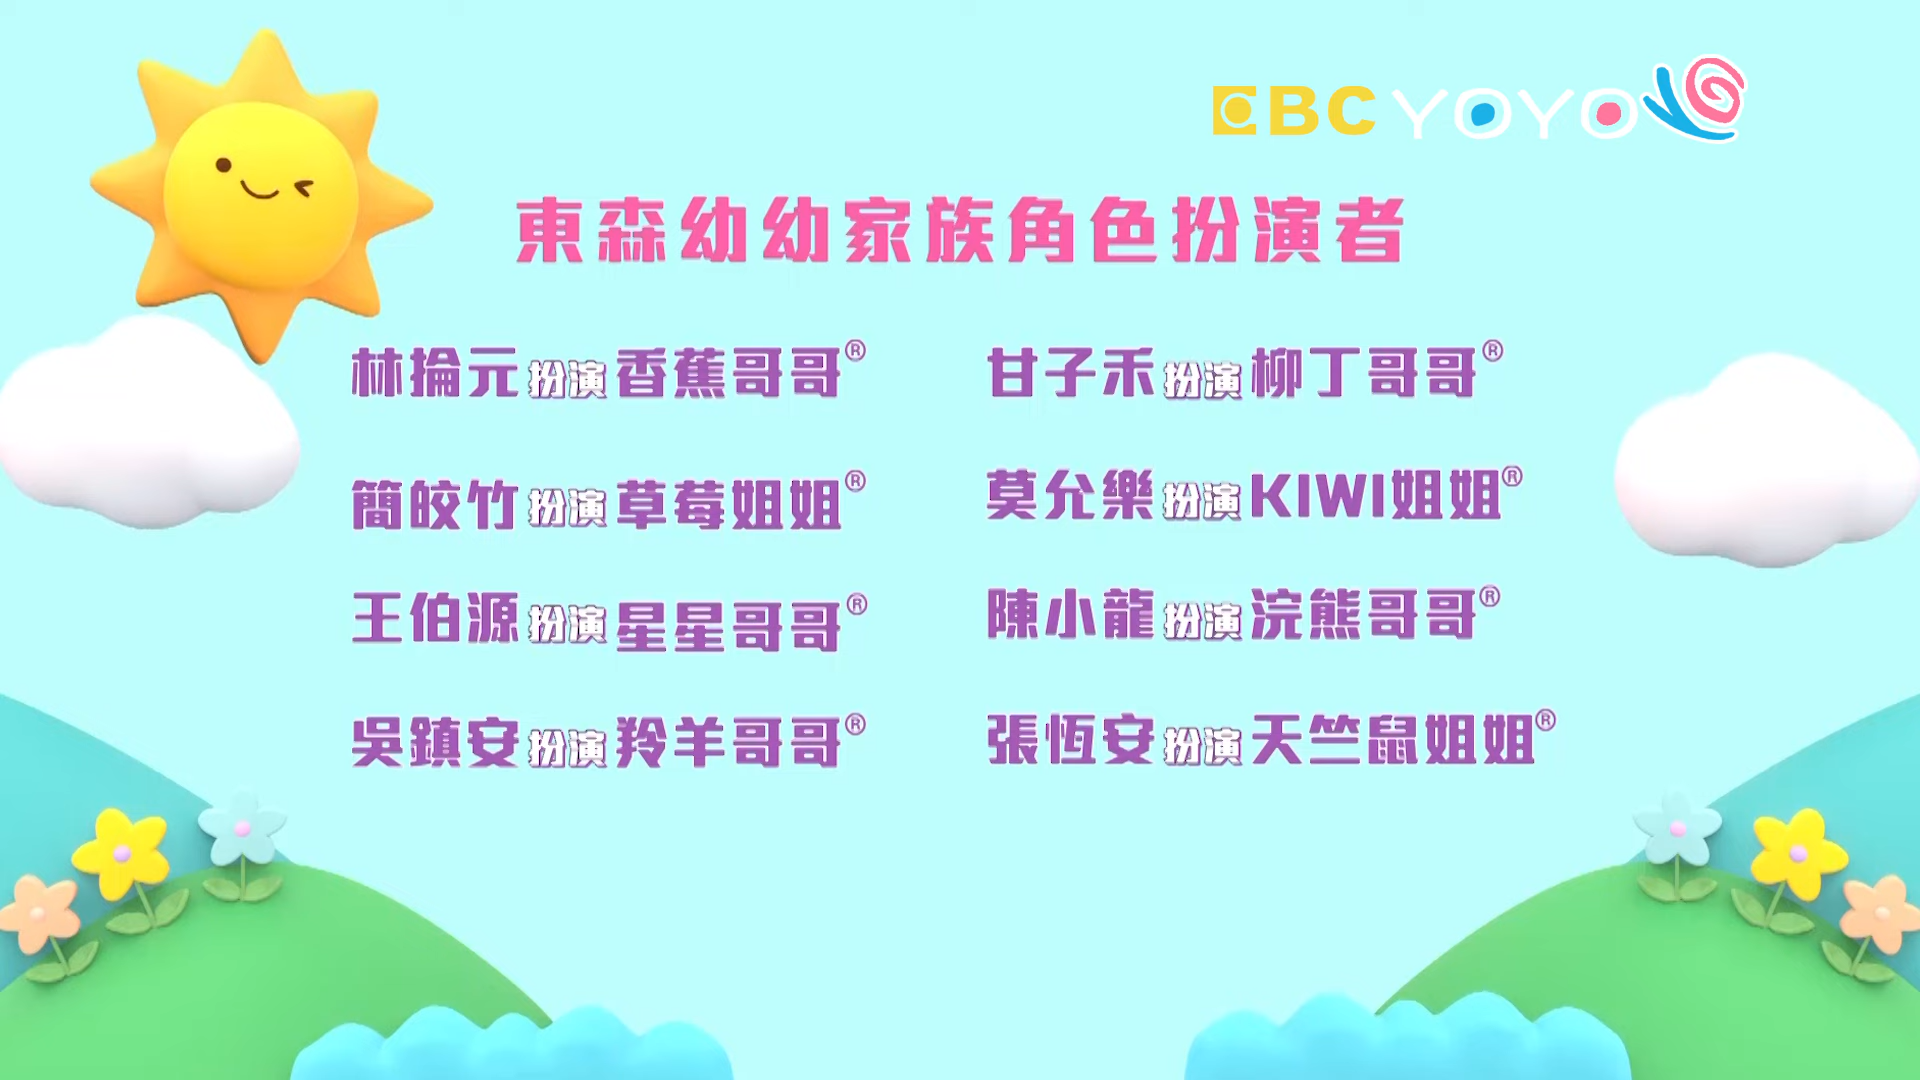 EBC YOYO
東森幼幼家族角色扮演者
林掄元扮演香蕉哥哥®
甘子禾扮演柳丁哥哥®
簡皎竹扮演草莓姐姐®
莫允樂扮演KIWI姐姐®
王伯源扮演星星哥哥®
陳小龍扮演浣熊哥哥®
吳鎮安扮演羚羊哥哥®
張恆安扮演天竺鼠姐姐®